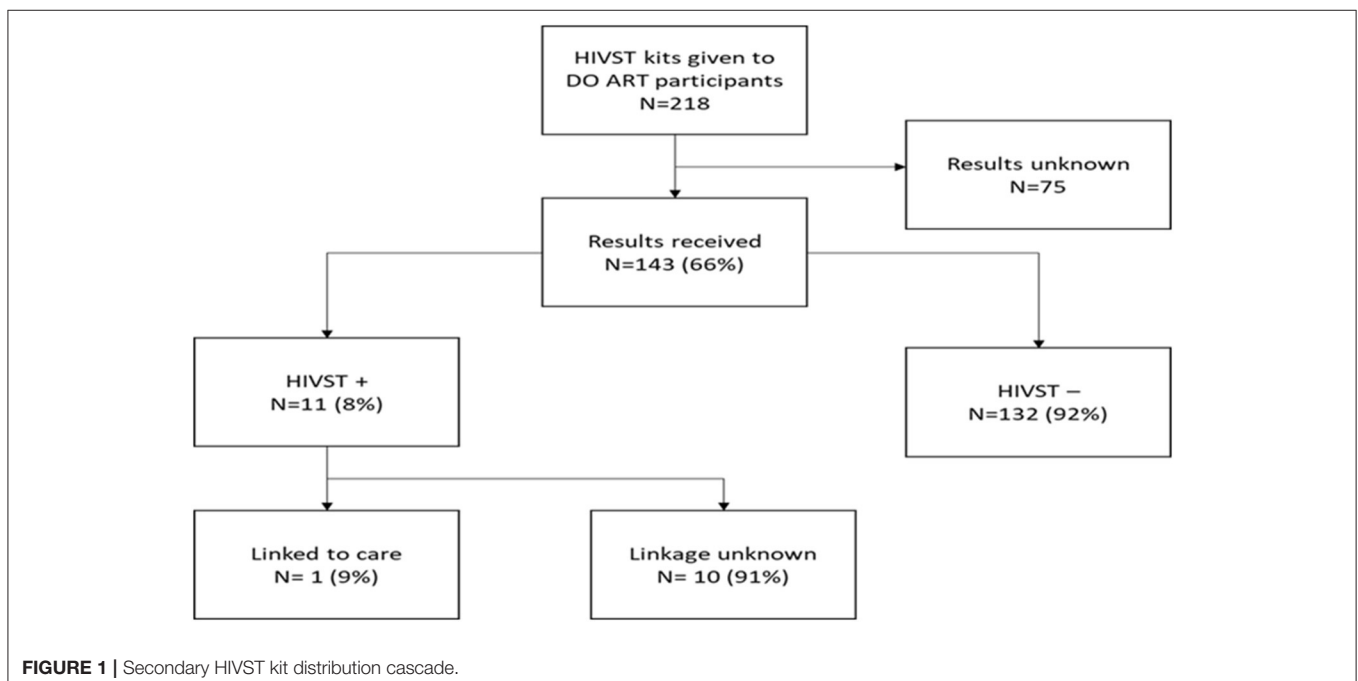 HIVST kits given to
DO ART participants
N=218
Results unknown
N=75
Results received
N=143 (66%)
HIVST +
N=11 (8%)
HIVST –
N=132 (92%)
Linked to care
N= 1 (9%)
Linkage unknown
N= 10 (91%)
FIGURE 1 | Secondary HIVST kit distribution cascade.